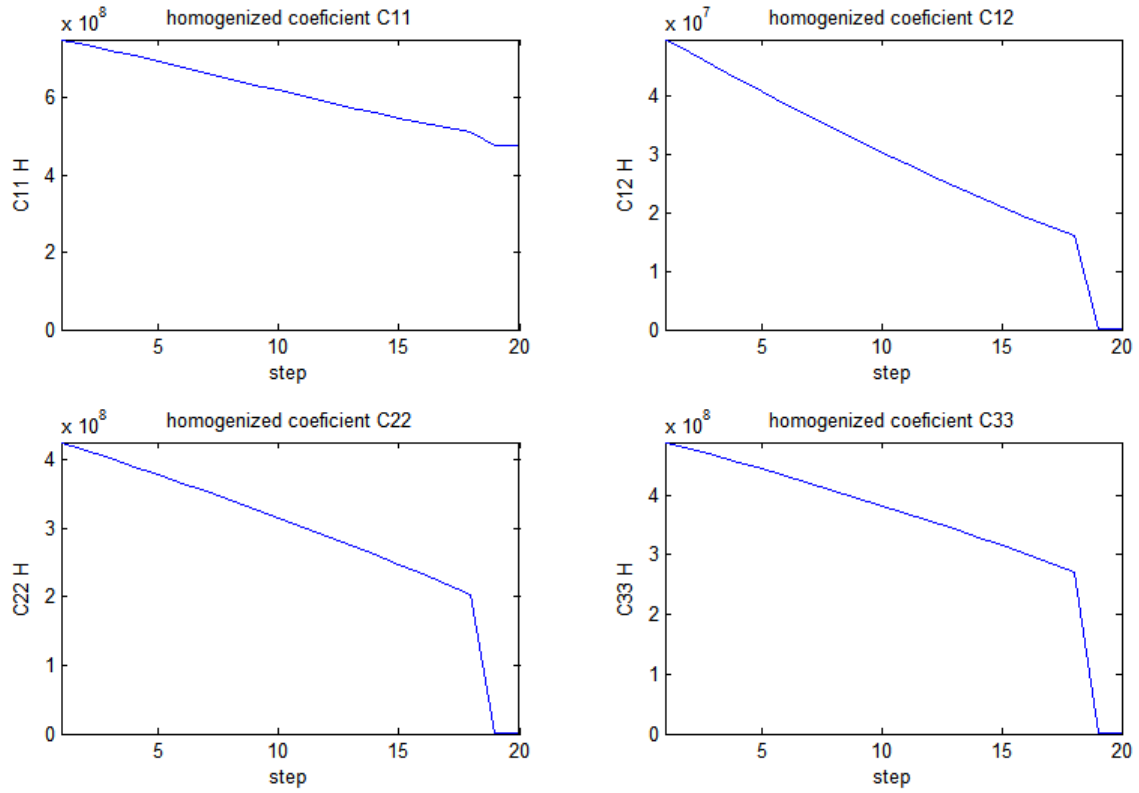 x 10^8 homogenized coeficient C11
6
4
2
0
C11 H
5 10 15 20
step
x 10^7 homogenized coeficient C12
4
3
2
1
0
C12 H
5 10 15 20
step
x 10^8 homogenized coeficient C22
4
3
2
1
0
C22 H
5 10 15 20
step
x 10^8 homogenized coeficient C33
4
3
2
1
0
C33 H
5 10 15 20
step